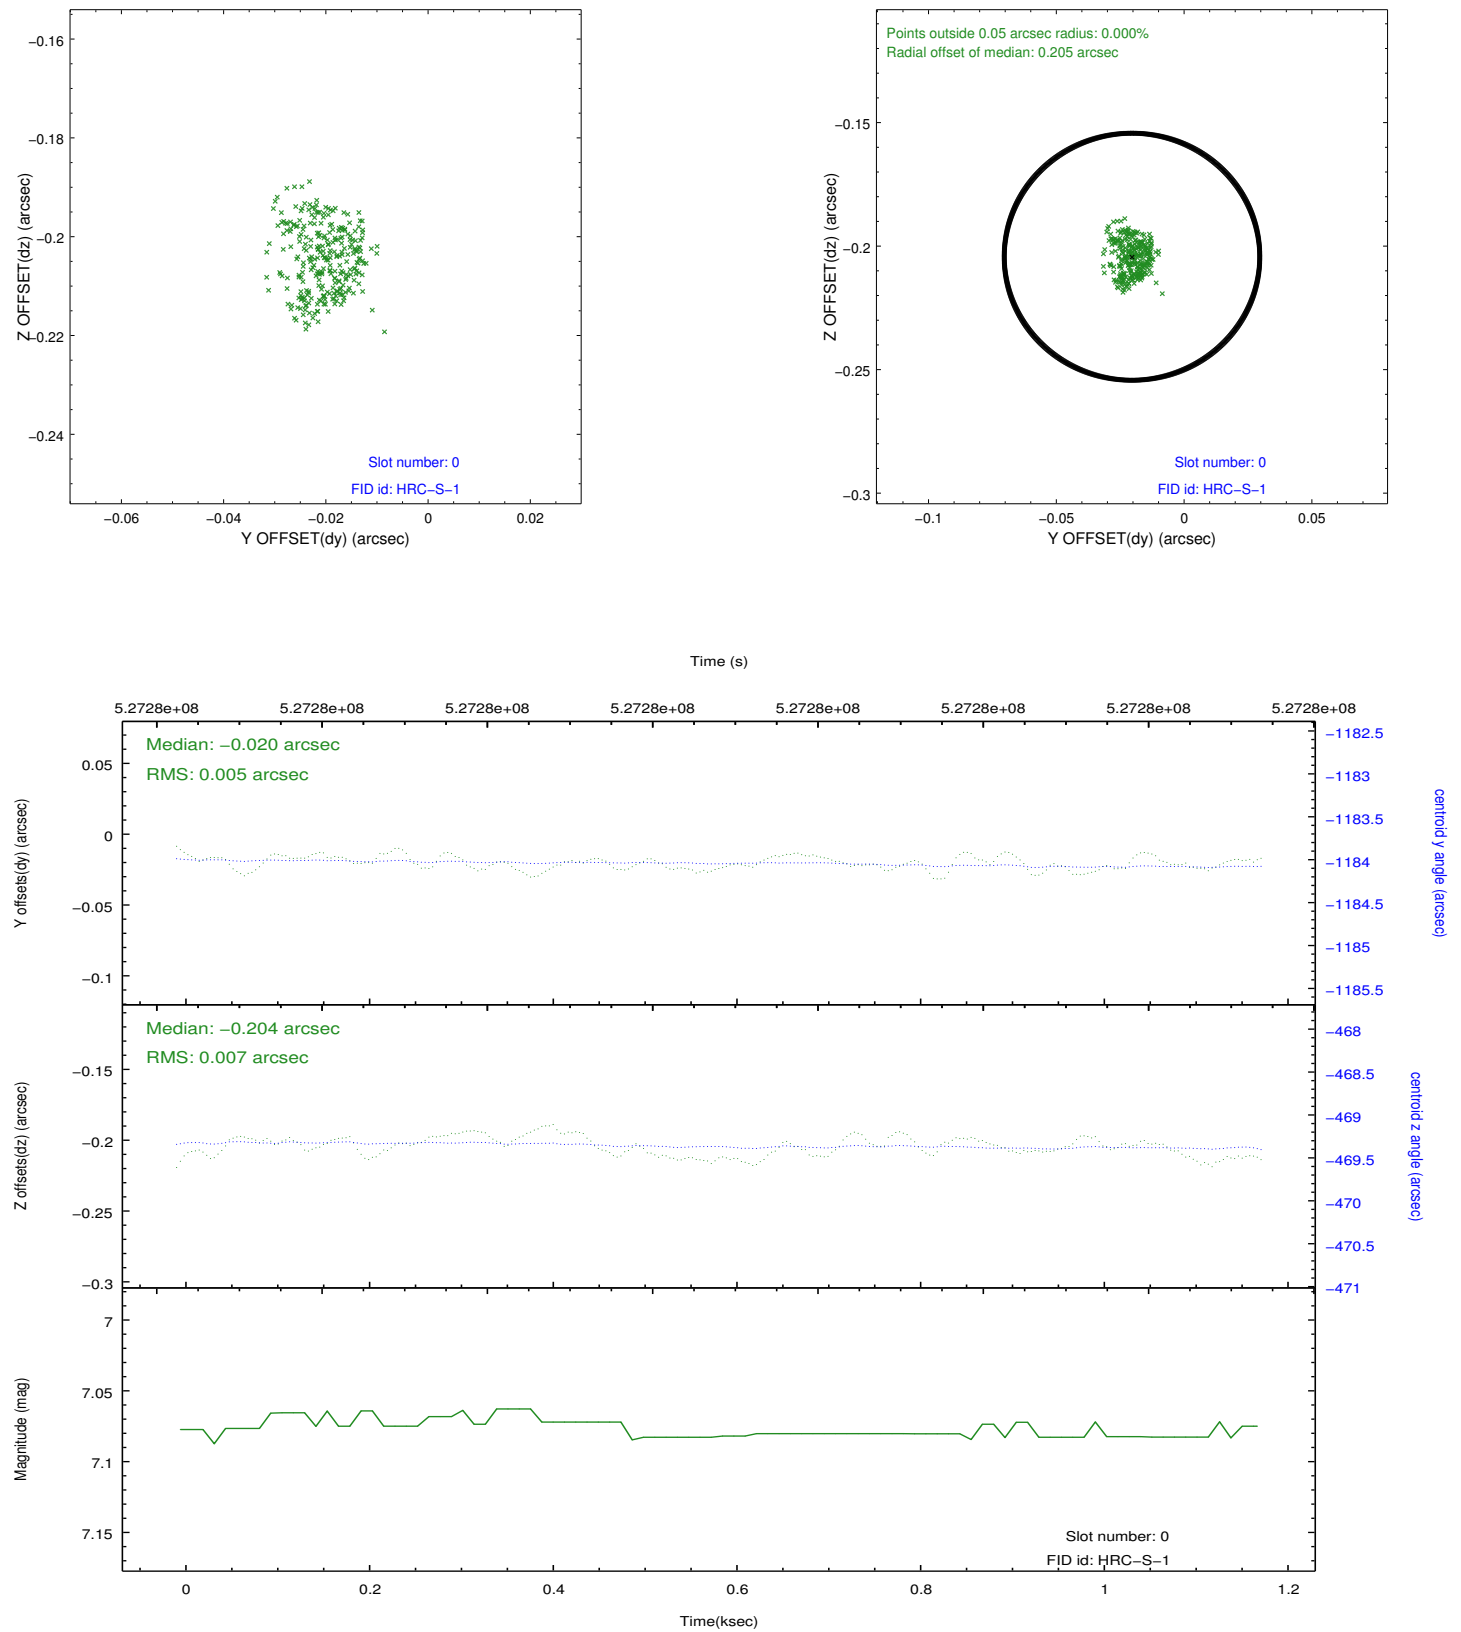 −0.16
−0.18
−0.2
−0.22
−0.24
Z OFFSET(dz) (arcsec)
Slot number: 0
FID id: HRC−S−1
−0.06 −0.04 −0.02 0 0.02
Y OFFSET(dy) (arcsec)
Points outside 0.05 arcsec radius: 0.000%
Radial offset of median: 0.205 arcsec
−0.15
−0.2
−0.25
−0.3
Z OFFSET(dz) (arcsec)
Slot number: 0
FID id: HRC−S−1
−0.1 −0.05 0 0.05
Y OFFSET(dy) (arcsec)
Time (s)
5.2728e+08 5.2728e+08 5.2728e+08 5.2728e+08 5.2728e+08 5.2728e+08 5.2728e+08 5.2728e+08
Median: −0.020 arcsec
RMS: 0.005 arcsec
0.05
0
−0.05
−0.1
Y offsets(dy) (arcsec)
−1182.5
−1183
−1183.5
−1184
−1184.5
−1185
−1185.5
centroid y angle (arcsec)
Median: −0.204 arcsec
RMS: 0.007 arcsec
−0.15
−0.2
−0.25
−0.3
Z offsets(dz) (arcsec)
−468
−468.5
−469
−469.5
−470
−470.5
−471
centroid z angle (arcsec)
7
7.05
7.1
7.15
Magnitude (mag)
Slot number: 0
FID id: HRC−S−1
0 0.2 0.4 0.6 0.8 1 1.2
Time(ksec)